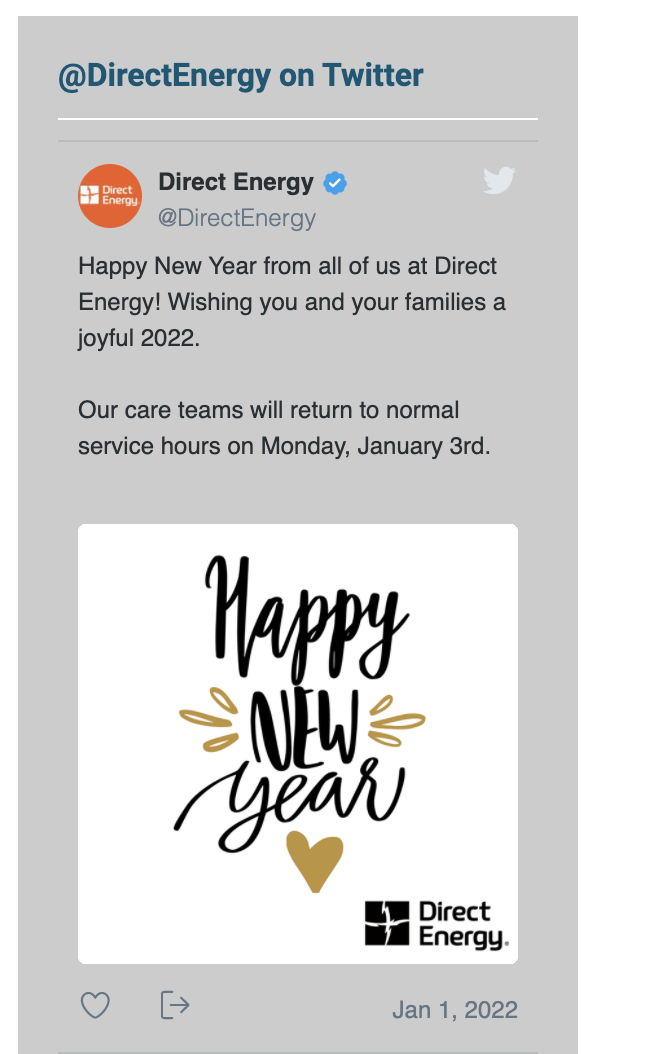 @DirectEnergy on Twitter
Direct
Energy
Direct Energy
@DirectEnergy
Happy New Year from all of us at Direct
Energy! Wishing you and your families a
joyful 2022.
Our care teams will return to normal
service hours on Monday, January 3rd.
Happy
NEW
year
Direct
Energy.
Jan 1, 2022